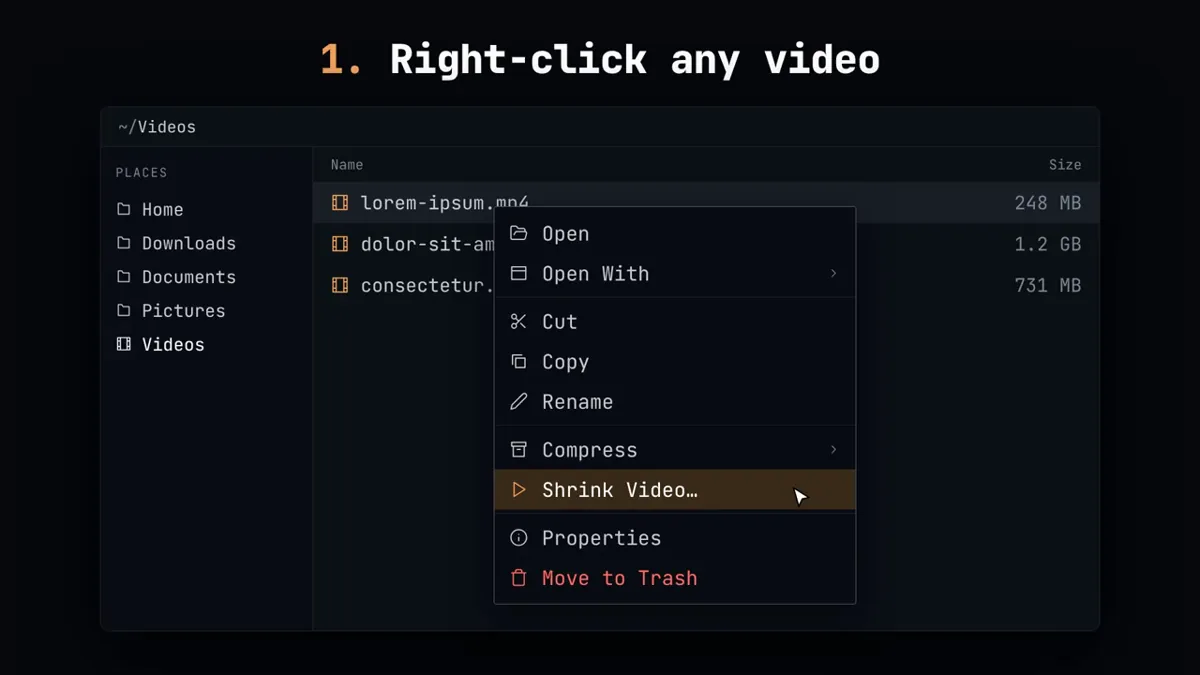 1. Right-click any video
~/Videos
PLACES
Home
Downloads
Documents
Pictures
Videos
Name Size
lorem-ipsum.mp4 248 MB
dolor-sit-am 1.2 GB
consectetur. 731 MB
Open
Open With
Cut
Copy
Rename
Compress
Shrink Video…
Properties
Move to Trash